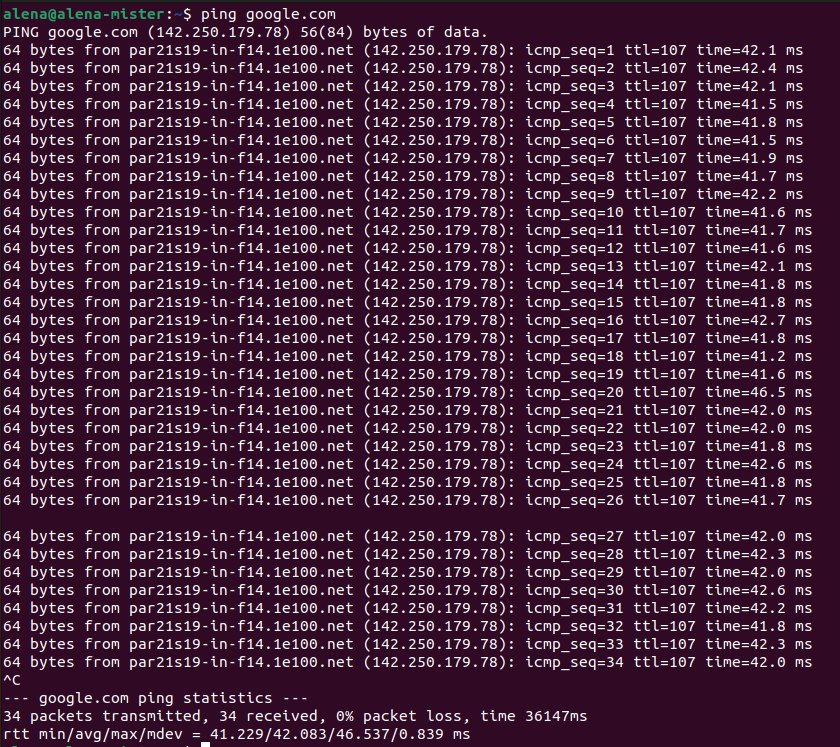 alena@alena-mister:~$ ping google.com
PING google.com (142.250.179.78) 56(84) bytes of data.
64 bytes from par21s19-in-f14.1e100.net (142.250.179.78): icmp_seq=1 ttl=107 time=42.1 ms
64 bytes from par21s19-in-f14.1e100.net (142.250.179.78): icmp_seq=2 ttl=107 time=42.4 ms
64 bytes from par21s19-in-f14.1e100.net (142.250.179.78): icmp_seq=3 ttl=107 time=42.1 ms
64 bytes from par21s19-in-f14.1e100.net (142.250.179.78): icmp_seq=4 ttl=107 time=41.5 ms
64 bytes from par21s19-in-f14.1e100.net (142.250.179.78): icmp_seq=5 ttl=107 time=41.8 ms
64 bytes from par21s19-in-f14.1e100.net (142.250.179.78): icmp_seq=6 ttl=107 time=41.5 ms
64 bytes from par21s19-in-f14.1e100.net (142.250.179.78): icmp_seq=7 ttl=107 time=41.9 ms
64 bytes from par21s19-in-f14.1e100.net (142.250.179.78): icmp_seq=8 ttl=107 time=41.7 ms
64 bytes from par21s19-in-f14.1e100.net (142.250.179.78): icmp_seq=9 ttl=107 time=42.2 ms
64 bytes from par21s19-in-f14.1e100.net (142.250.179.78): icmp_seq=10 ttl=107 time=41.6 ms
64 bytes from par21s19-in-f14.1e100.net (142.250.179.78): icmp_seq=11 ttl=107 time=41.7 ms
64 bytes from par21s19-in-f14.1e100.net (142.250.179.78): icmp_seq=12 ttl=107 time=41.6 ms
64 bytes from par21s19-in-f14.1e100.net (142.250.179.78): icmp_seq=13 ttl=107 time=42.1 ms
64 bytes from par21s19-in-f14.1e100.net (142.250.179.78): icmp_seq=14 ttl=107 time=41.8 ms
64 bytes from par21s19-in-f14.1e100.net (142.250.179.78): icmp_seq=15 ttl=107 time=41.8 ms
64 bytes from par21s19-in-f14.1e100.net (142.250.179.78): icmp_seq=16 ttl=107 time=42.7 ms
64 bytes from par21s19-in-f14.1e100.net (142.250.179.78): icmp_seq=17 ttl=107 time=41.8 ms
64 bytes from par21s19-in-f14.1e100.net (142.250.179.78): icmp_seq=18 ttl=107 time=41.2 ms
64 bytes from par21s19-in-f14.1e100.net (142.250.179.78): icmp_seq=19 ttl=107 time=41.6 ms
64 bytes from par21s19-in-f14.1e100.net (142.250.179.78): icmp_seq=20 ttl=107 time=46.5 ms
64 bytes from par21s19-in-f14.1e100.net (142.250.179.78): icmp_seq=21 ttl=107 time=42.0 ms
64 bytes from par21s19-in-f14.1e100.net (142.250.179.78): icmp_seq=22 ttl=107 time=42.0 ms
64 bytes from par21s19-in-f14.1e100.net (142.250.179.78): icmp_seq=23 ttl=107 time=41.8 ms
64 bytes from par21s19-in-f14.1e100.net (142.250.179.78): icmp_seq=24 ttl=107 time=42.6 ms
64 bytes from par21s19-in-f14.1e100.net (142.250.179.78): icmp_seq=25 ttl=107 time=41.8 ms
64 bytes from par21s19-in-f14.1e100.net (142.250.179.78): icmp_seq=26 ttl=107 time=41.7 ms
64 bytes from par21s19-in-f14.1e100.net (142.250.179.78): icmp_seq=27 ttl=107 time=42.0 ms
64 bytes from par21s19-in-f14.1e100.net (142.250.179.78): icmp_seq=28 ttl=107 time=42.3 ms
64 bytes from par21s19-in-f14.1e100.net (142.250.179.78): icmp_seq=29 ttl=107 time=42.0 ms
64 bytes from par21s19-in-f14.1e100.net (142.250.179.78): icmp_seq=30 ttl=107 time=42.6 ms
64 bytes from par21s19-in-f14.1e100.net (142.250.179.78): icmp_seq=31 ttl=107 time=42.2 ms
64 bytes from par21s19-in-f14.1e100.net (142.250.179.78): icmp_seq=32 ttl=107 time=41.8 ms
64 bytes from par21s19-in-f14.1e100.net (142.250.179.78): icmp_seq=33 ttl=107 time=42.3 ms
64 bytes from par21s19-in-f14.1e100.net (142.250.179.78): icmp_seq=34 ttl=107 time=42.0 ms
^C
--- google.com ping statistics ---
34 packets transmitted, 34 received, 0% packet loss, time 36147ms
rtt min/avg/max/mdev = 41.229/42.083/46.537/0.839 ms